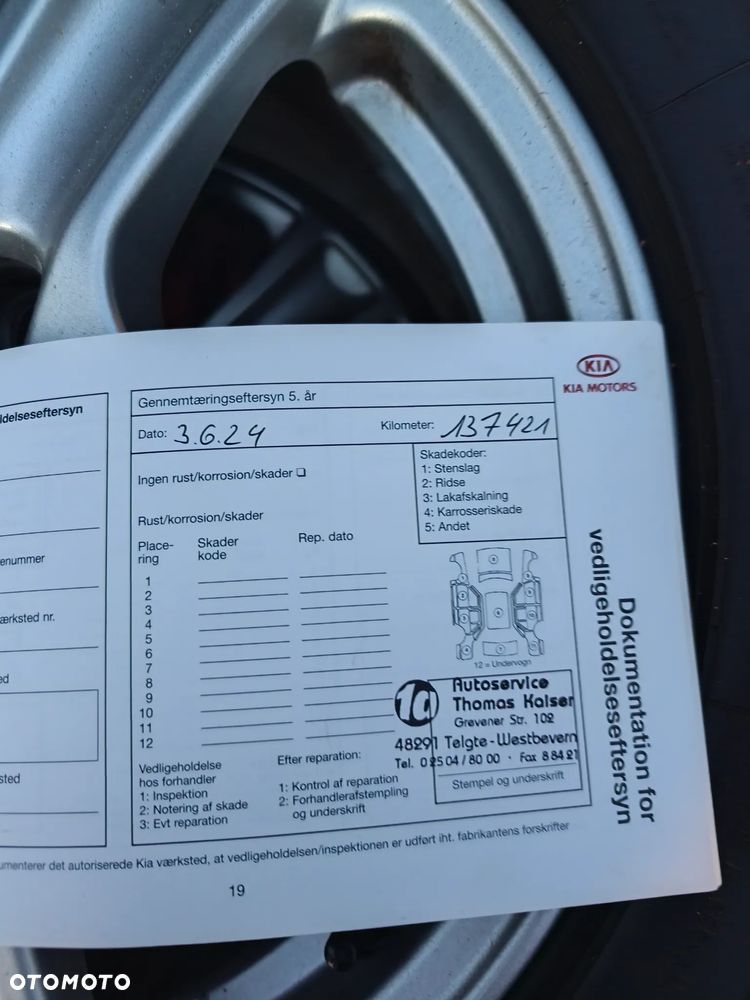 KIA
KIA MOTORS
Dokumentation for
vedligeholdelseseftersyn
Gennemtæringseftersyn 5. år
Dato: 3.6.24
Kilometer: 137421
Ingen rust/korrosion/skader ❏
Skadekoder:
1: Stenslag
2: Ridse
3: Lakafskalning
4: Karrosseriskade
5: Andet
Rust/korrosion/skader
Place-
ring
Skader
kode
Rep. dato
1
2
3
4
5
6
7
8
9
10
11
12
12 = Undervogn
1a Autoservice
Thomas Kaiser
Grevener Str. 102
48291 Telgte-Westbevern
Tel. 02504/8000 · Fax 88421
Stempel og underskrift
Vedligeholdelse
hos forhandler
1: Inspektion
2: Notering af skade
3: Evt reparation
Efter reparation:
1: Kontrol af reparation
2: Forhandlerafstempling
og underskrift
umenterer det autoriserede Kia værksted, at vedligeholdelsen/inspektionen er udført iht. fabrikantens forskrifter
19
ldelseseftersyn
enummer
ærksted nr.
ed
sted
OTOMOTO